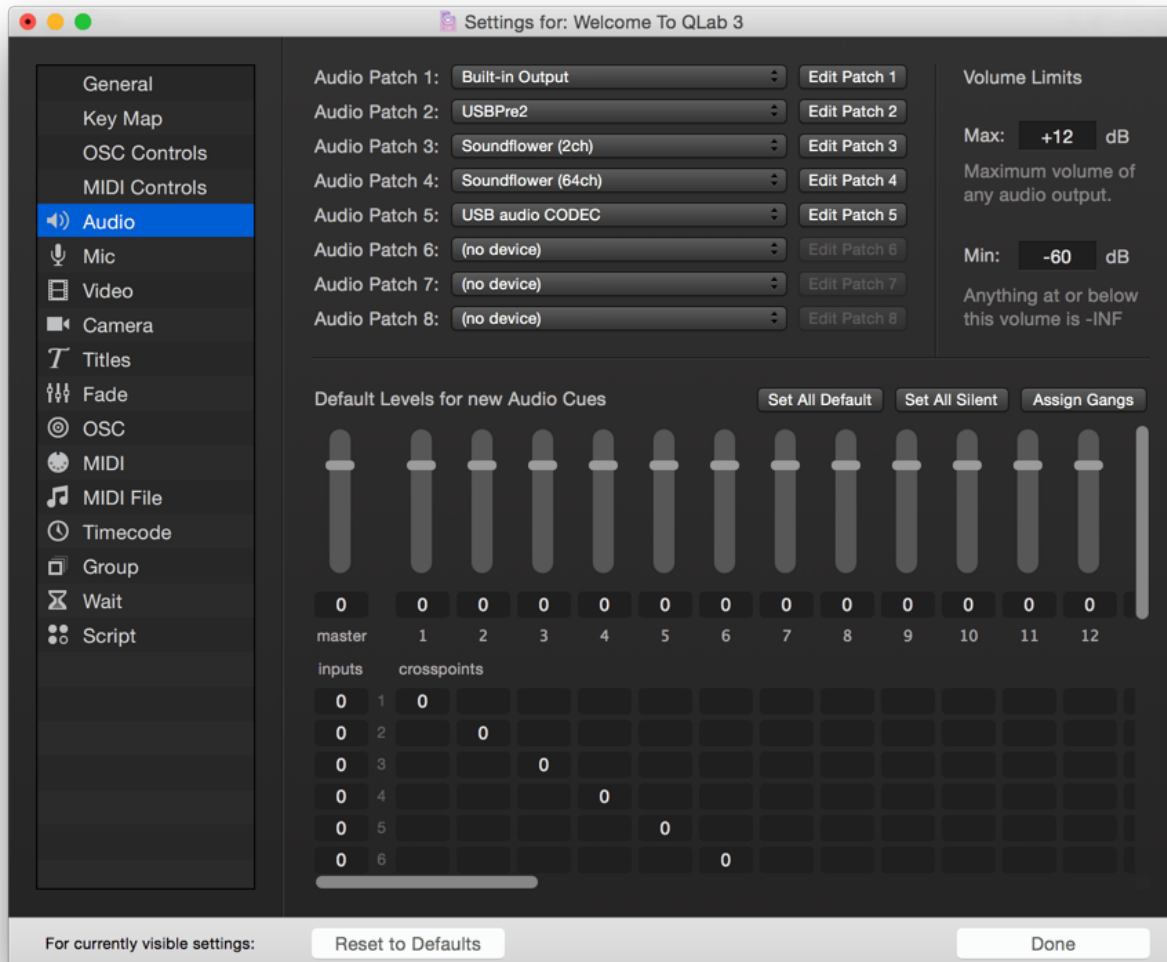 Settings for: Welcome To QLab 3
General
Key Map
OSC Controls
MIDI Controls
Audio
Mic
Video
Camera
Titles
Fade
OSC
MIDI
MIDI File
Timecode
Group
Wait
Script
Audio Patch 1: Built-in Output Edit Patch 1
Audio Patch 2: USBPre2 Edit Patch 2
Audio Patch 3: Soundflower (2ch) Edit Patch 3
Audio Patch 4: Soundflower (64ch) Edit Patch 4
Audio Patch 5: USB audio CODEC Edit Patch 5
Audio Patch 6: (no device) Edit Patch 6
Audio Patch 7: (no device) Edit Patch 7
Audio Patch 8: (no device) Edit Patch 8
Volume Limits
Max: +12 dB
Maximum volume of
any audio output.
Min: -60 dB
Anything at or below
this volume is -INF
Default Levels for new Audio Cues Set All Default Set All Silent Assign Gangs
0 0 0 0 0 0 0 0 0 0 0 0 0
master 1 2 3 4 5 6 7 8 9 10 11 12
inputs crosspoints
0 1 0
0 2 0
0 3 0
0 4 0
0 5 0
0 6 0
For currently visible settings: Reset to Defaults Done